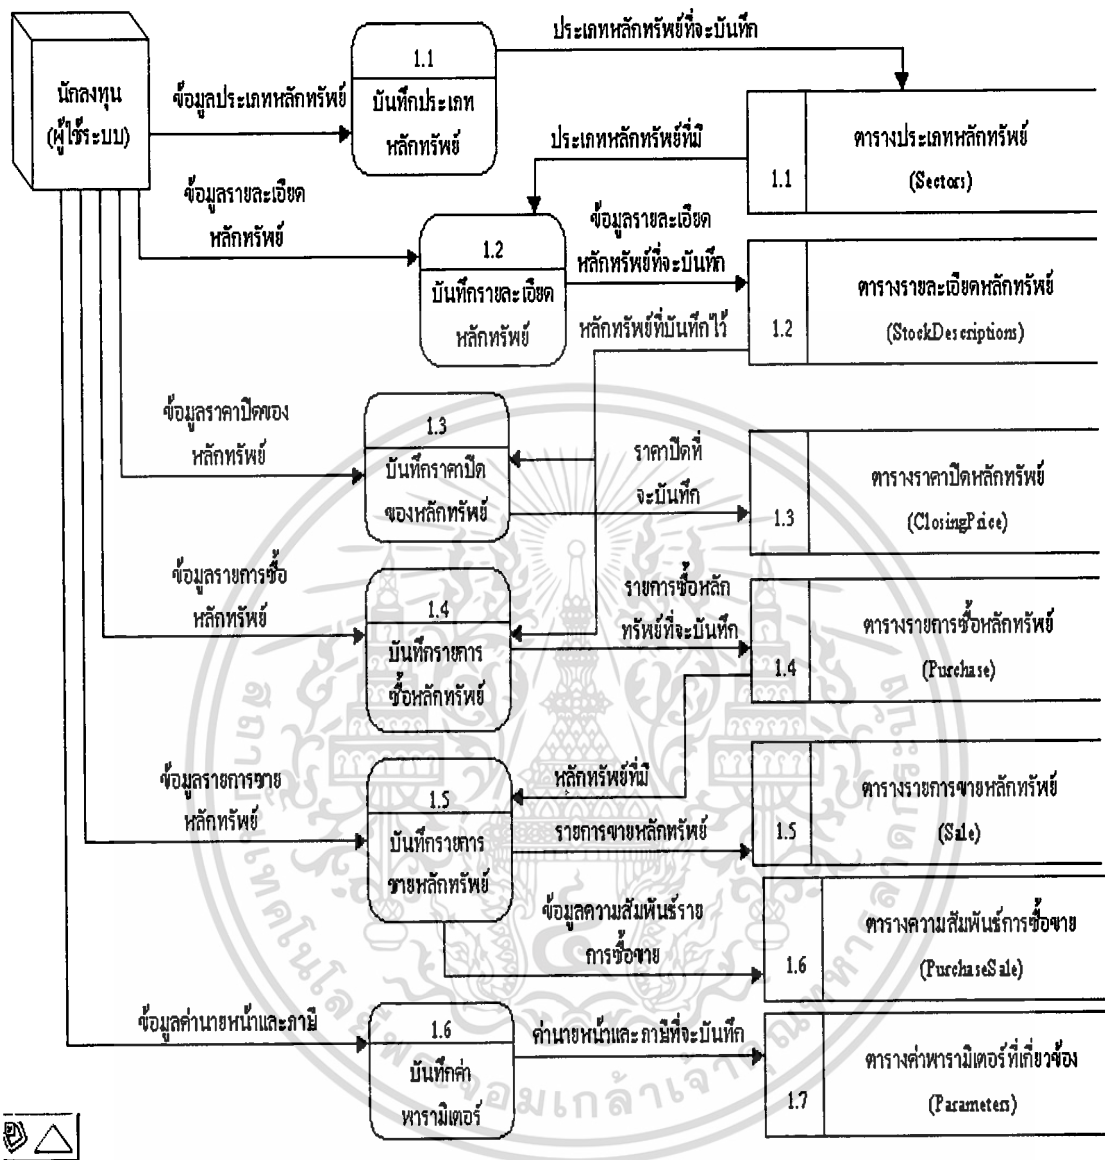 นักลงทุน
(ผู้ใช้ระบบ)
ข้อมูลประเภทหลักทรัพย์
1.1
บันทึกประเภท
หลักทรัพย์
ประเภทหลักทรัพย์ที่จะบันทึก
ตารางประเภทหลักทรัพย์
1.1
(Sectors)
ประเภทหลักทรัพย์ที่มี
ข้อมูลรายละเอียด
หลักทรัพย์
1.2
บันทึกรายละเอียด
หลักทรัพย์
ข้อมูลรายละเอียด
หลักทรัพย์ที่จะบันทึก
ตารางรายละเอียดหลักทรัพย์
1.2
(StockDescriptions)
หลักทรัพย์ที่บันทึกไว้
ข้อมูลราคาปิดของ
หลักทรัพย์
1.3
บันทึกราคาปิด
ของหลักทรัพย์
ราคาปิดที่
จะบันทึก
ตารางราคาปิดหลักทรัพย์
1.3
(ClosingPrice)
ข้อมูลรายการซื้อ
หลักทรัพย์
1.4
บันทึกรายการ
ซื้อหลักทรัพย์
รายการซื้อหลัก
ทรัพย์ที่จะบันทึก
ตารางรายการซื้อหลักทรัพย์
1.4
(Purchase)
ข้อมูลรายการขาย
หลักทรัพย์
1.5
บันทึกรายการ
ขายหลักทรัพย์
หลักทรัพย์ที่มี
รายการขายหลักทรัพย์
ตารางรายการขายหลักทรัพย์
1.5
(Sale)
ข้อมูลความสัมพันธ์ราย
การซื้อขาย
ตารางความสัมพันธ์การซื้อขาย
1.6
(PurchaseSale)
ข้อมูลค่านายหน้าและภาษี
1.6
บันทึกค่า
พารามิเตอร์
ค่านายหน้าและภาษีที่จะบันทึก
ตารางค่าพารามิเตอร์ที่เกี่ยวข้อง
1.7
(Parameters)